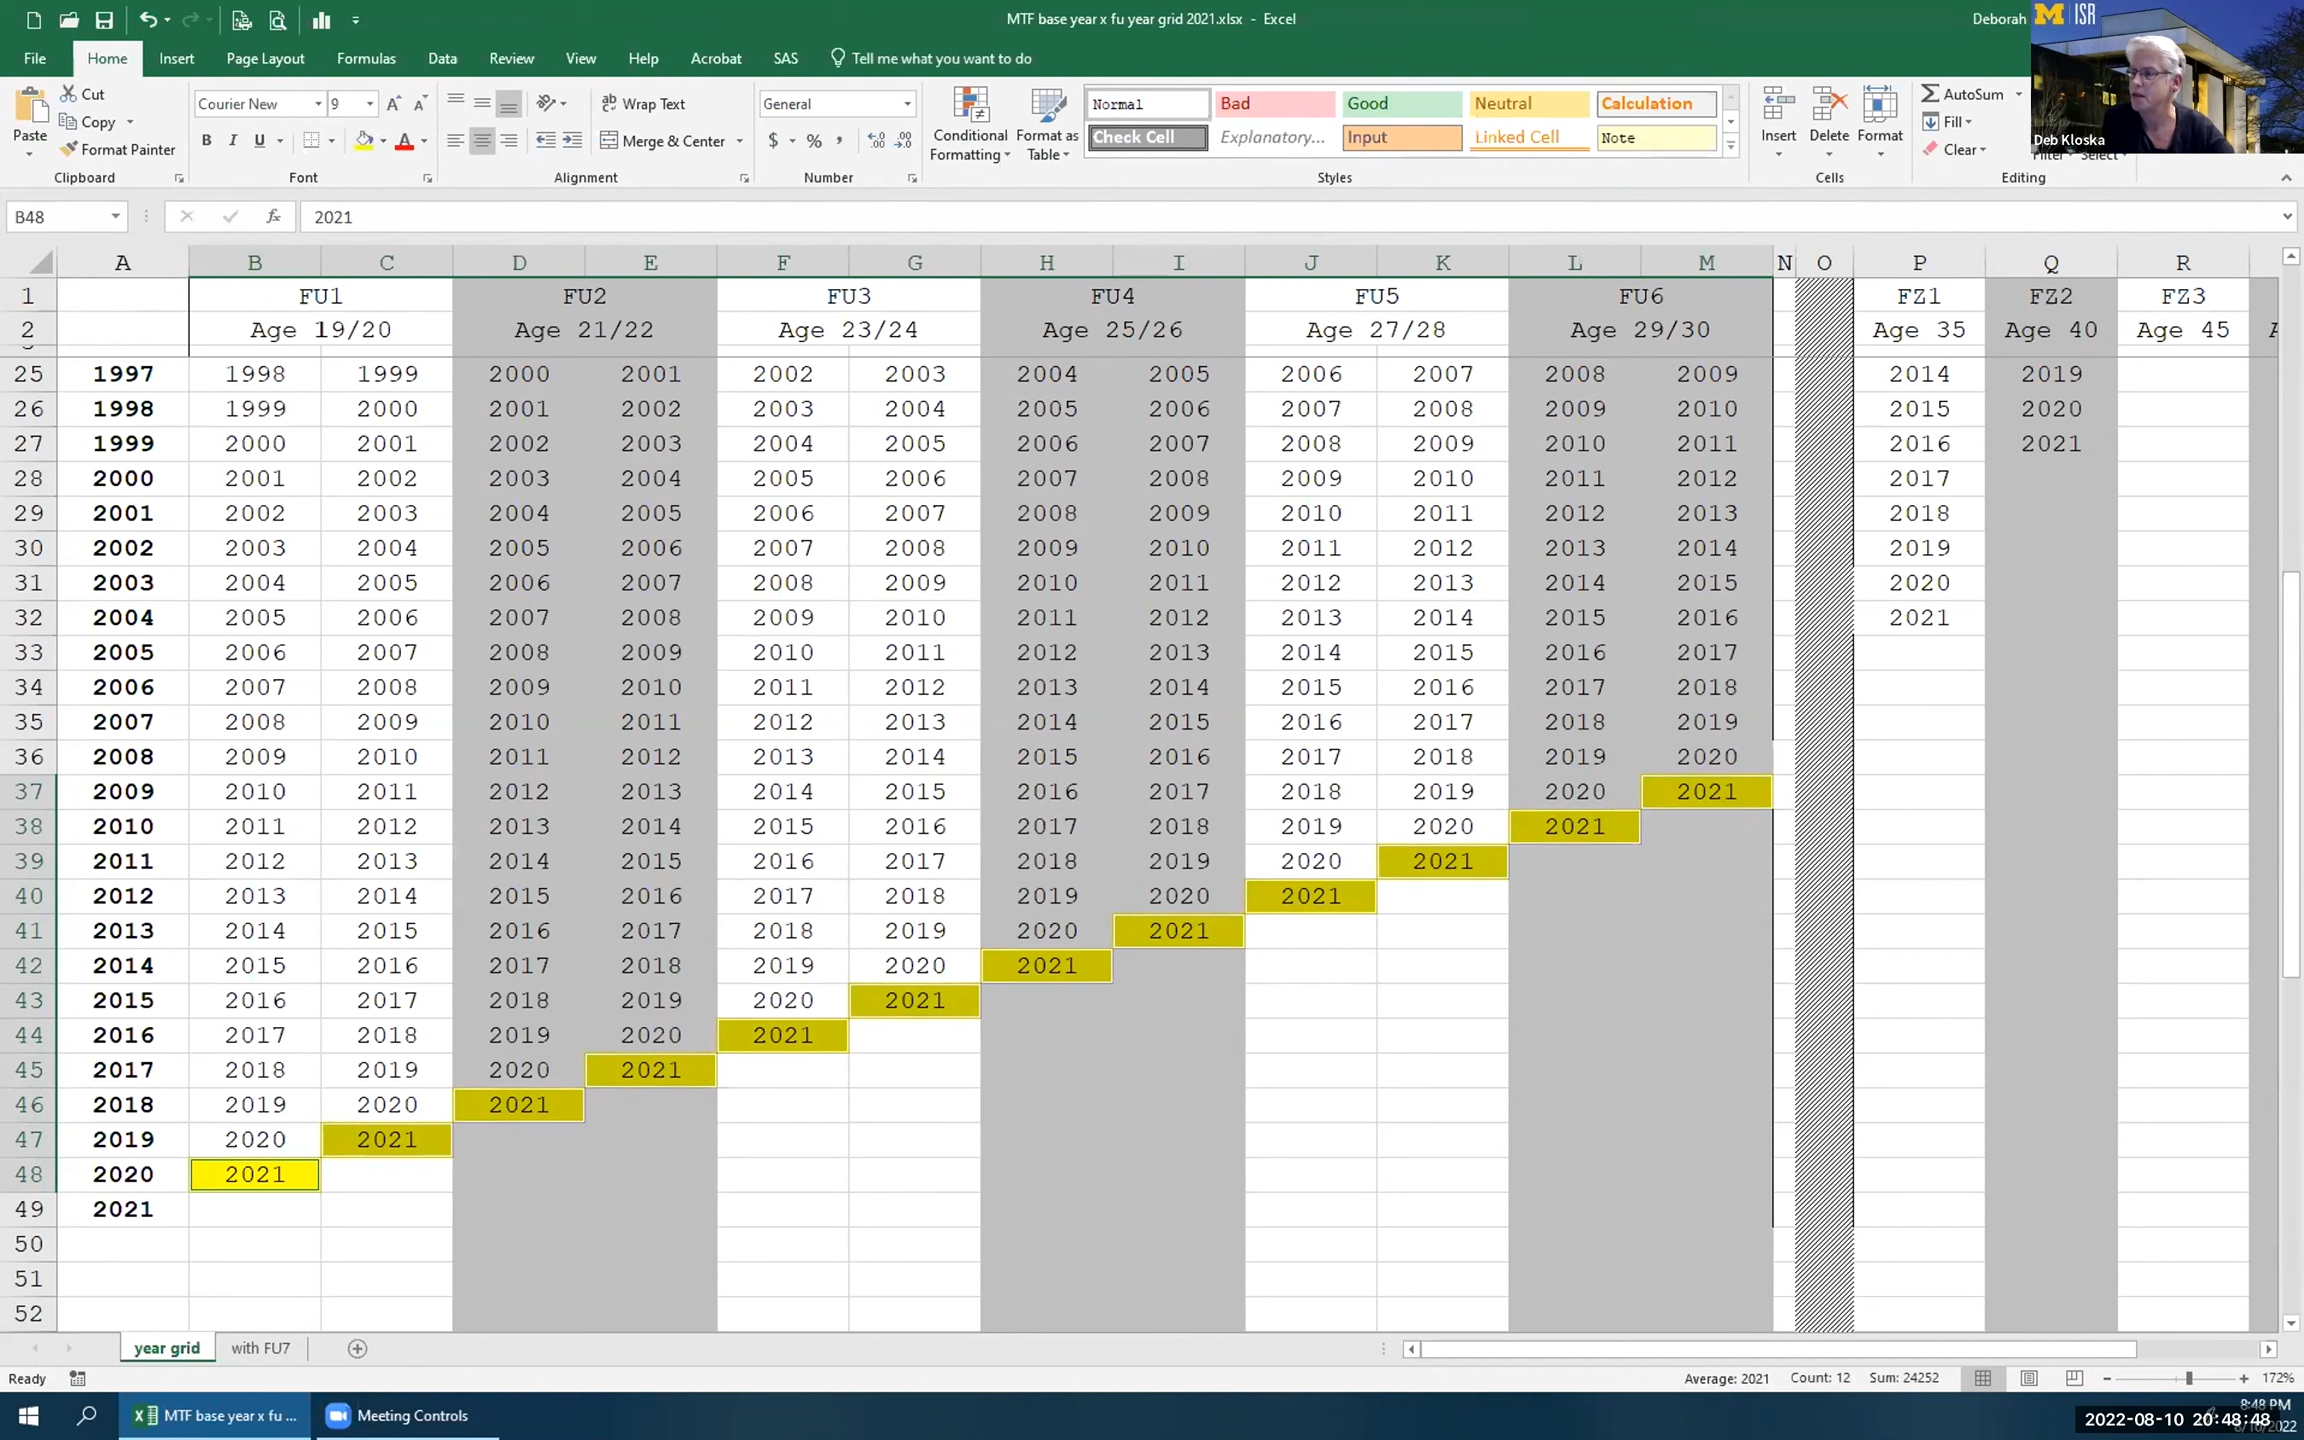 MTF base year x fu year grid 2021.xlsx - Excel
Deborah
M ISR
File Home Insert Page Layout Formulas Data Review View Help Acrobat SAS Tell me what you want to do
Cut
Copy
Format Painter
Paste
Clipboard
Courier New 9 A A
B I U A
Font
ab Wrap Text
Merge & Center
Alignment
General
$ % ,
Number
Conditional Formatting
Format as Table
Normal Bad Good Neutral Calculation
Check Cell Explanatory... Input Linked Cell Note
Styles
Insert Delete Format
Cells
AutoSum
Fill
Clear
Editing
Deb Kloska
B48 fx 2021
A B C D E F G H I J K L M N O P Q R
1 FU1 FU2 FU3 FU4 FU5 FU6 FZ1 FZ2 FZ3
2 Age 19/20 Age 21/22 Age 23/24 Age 25/26 Age 27/28 Age 29/30 Age 35 Age 40 Age 45 A
25 1997 1998 1999 2000 2001 2002 2003 2004 2005 2006 2007 2008 2009 2014 2019
26 1998 1999 2000 2001 2002 2003 2004 2005 2006 2007 2008 2009 2010 2015 2020
27 1999 2000 2001 2002 2003 2004 2005 2006 2007 2008 2009 2010 2011 2016 2021
28 2000 2001 2002 2003 2004 2005 2006 2007 2008 2009 2010 2011 2012 2017
29 2001 2002 2003 2004 2005 2006 2007 2008 2009 2010 2011 2012 2013 2018
30 2002 2003 2004 2005 2006 2007 2008 2009 2010 2011 2012 2013 2014 2019
31 2003 2004 2005 2006 2007 2008 2009 2010 2011 2012 2013 2014 2015 2020
32 2004 2005 2006 2007 2008 2009 2010 2011 2012 2013 2014 2015 2016 2021
33 2005 2006 2007 2008 2009 2010 2011 2012 2013 2014 2015 2016 2017
34 2006 2007 2008 2009 2010 2011 2012 2013 2014 2015 2016 2017 2018
35 2007 2008 2009 2010 2011 2012 2013 2014 2015 2016 2017 2018 2019
36 2008 2009 2010 2011 2012 2013 2014 2015 2016 2017 2018 2019 2020
37 2009 2010 2011 2012 2013 2014 2015 2016 2017 2018 2019 2020 2021
38 2010 2011 2012 2013 2014 2015 2016 2017 2018 2019 2020 2021
39 2011 2012 2013 2014 2015 2016 2017 2018 2019 2020 2021
40 2012 2013 2014 2015 2016 2017 2018 2019 2020 2021
41 2013 2014 2015 2016 2017 2018 2019 2020 2021
42 2014 2015 2016 2017 2018 2019 2020 2021
43 2015 2016 2017 2018 2019 2020 2021
44 2016 2017 2018 2019 2020 2021
45 2017 2018 2019 2020 2021
46 2018 2019 2020 2021
47 2019 2020 2021
48 2020 2021
49 2021
50
51
52
year grid with FU7
Ready Average: 2021 Count: 12 Sum: 24252 172%
MTF base year x fu ... Meeting Controls
8:48 PM
2022-08-10 20:48:48